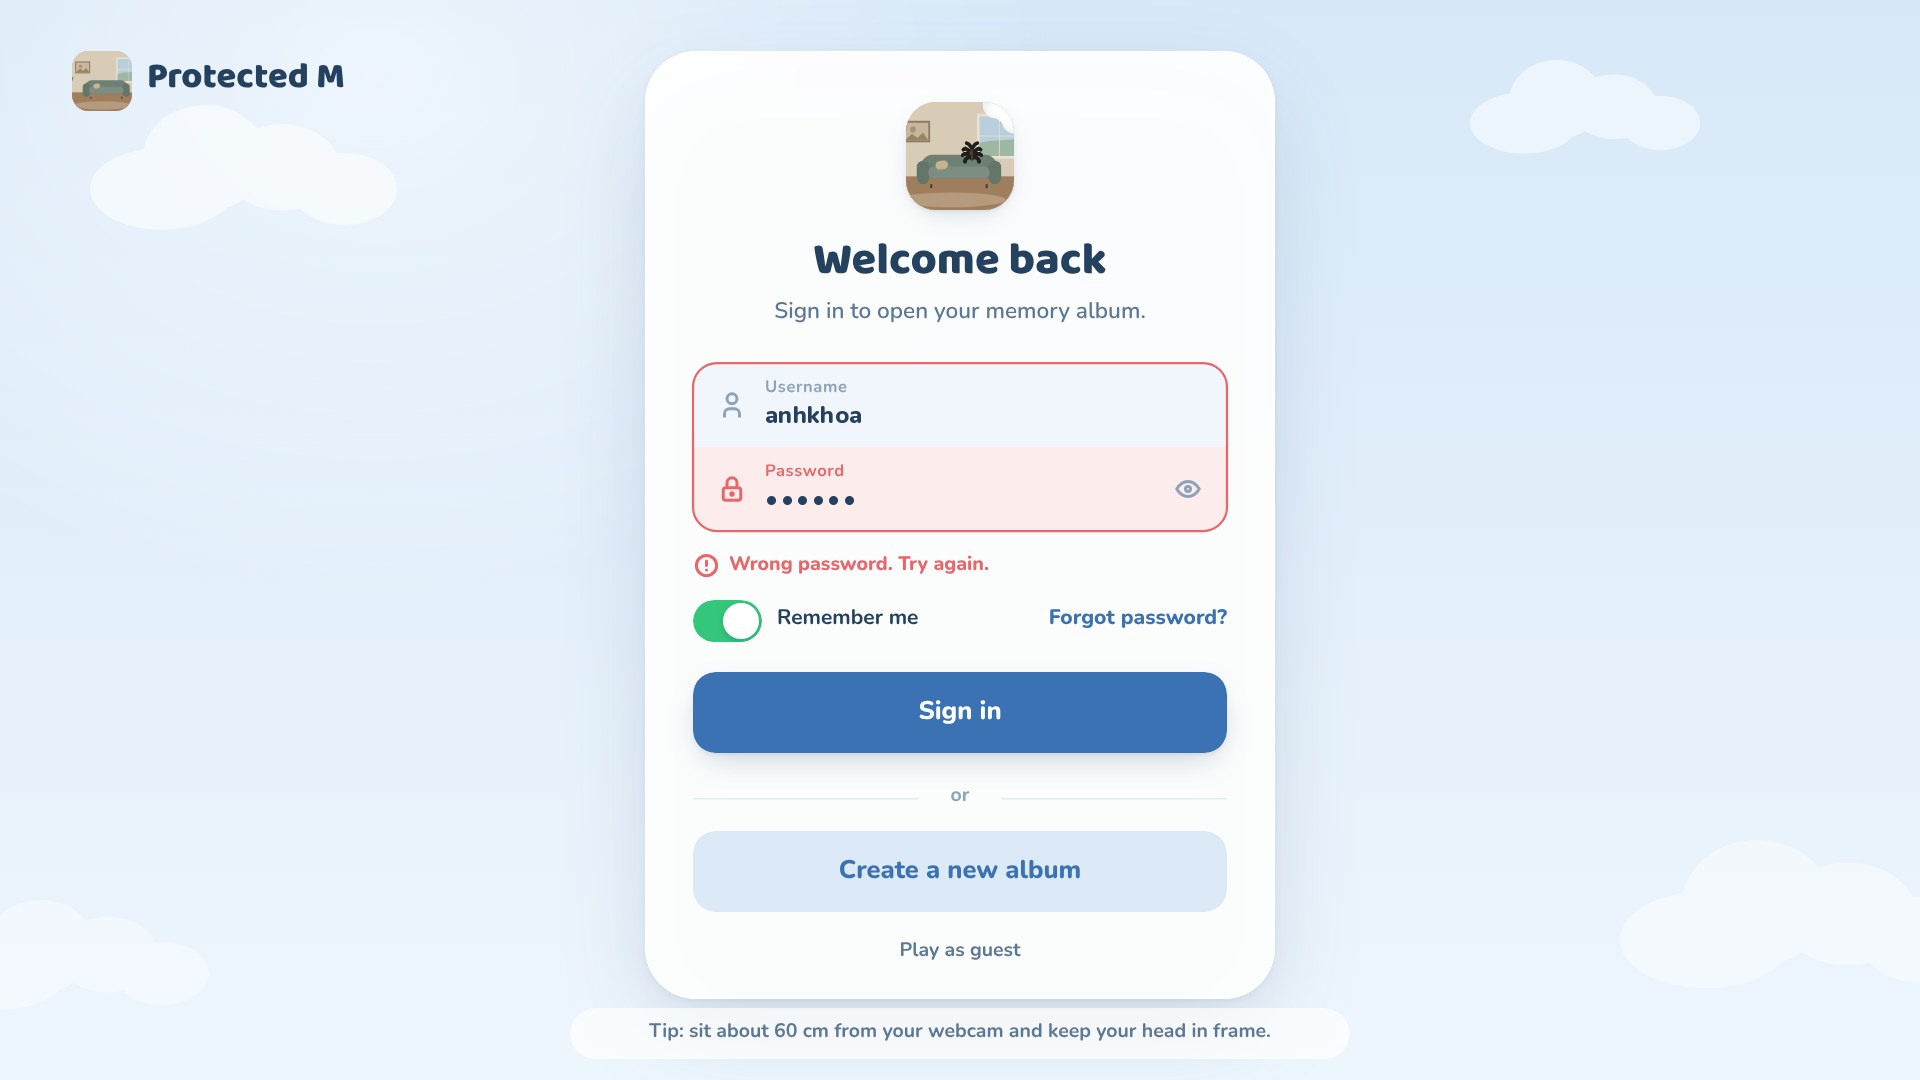 Protected M
Welcome back
Sign in to open your memory album.
Username
anhkhoa
Password
••••••
Wrong password. Try again.
Remember me
Forgot password?
Sign in
or
Create a new album
Play as guest
Tip: sit about 60 cm from your webcam and keep your head in frame.